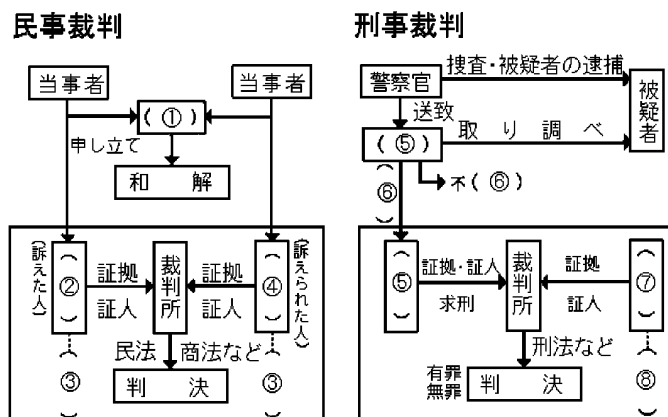 民事裁判
当事者
当事者
(①)
申し立て
和 解
(訴えた人)
(②)
証拠
証人
裁判所
証拠
証人
(④)
(訴えられた人)
民法
商法など
(③)
判 決
(③)
刑事裁判
警察官
捜査・被疑者の逮捕
被疑者
送致
(⑤)
取り調べ
(⑥)
不(⑥)
(⑤)
証拠・証人
求刑
裁判所
証拠
証人
(⑦)
刑法など
有罪
無罪
判 決
(⑧)